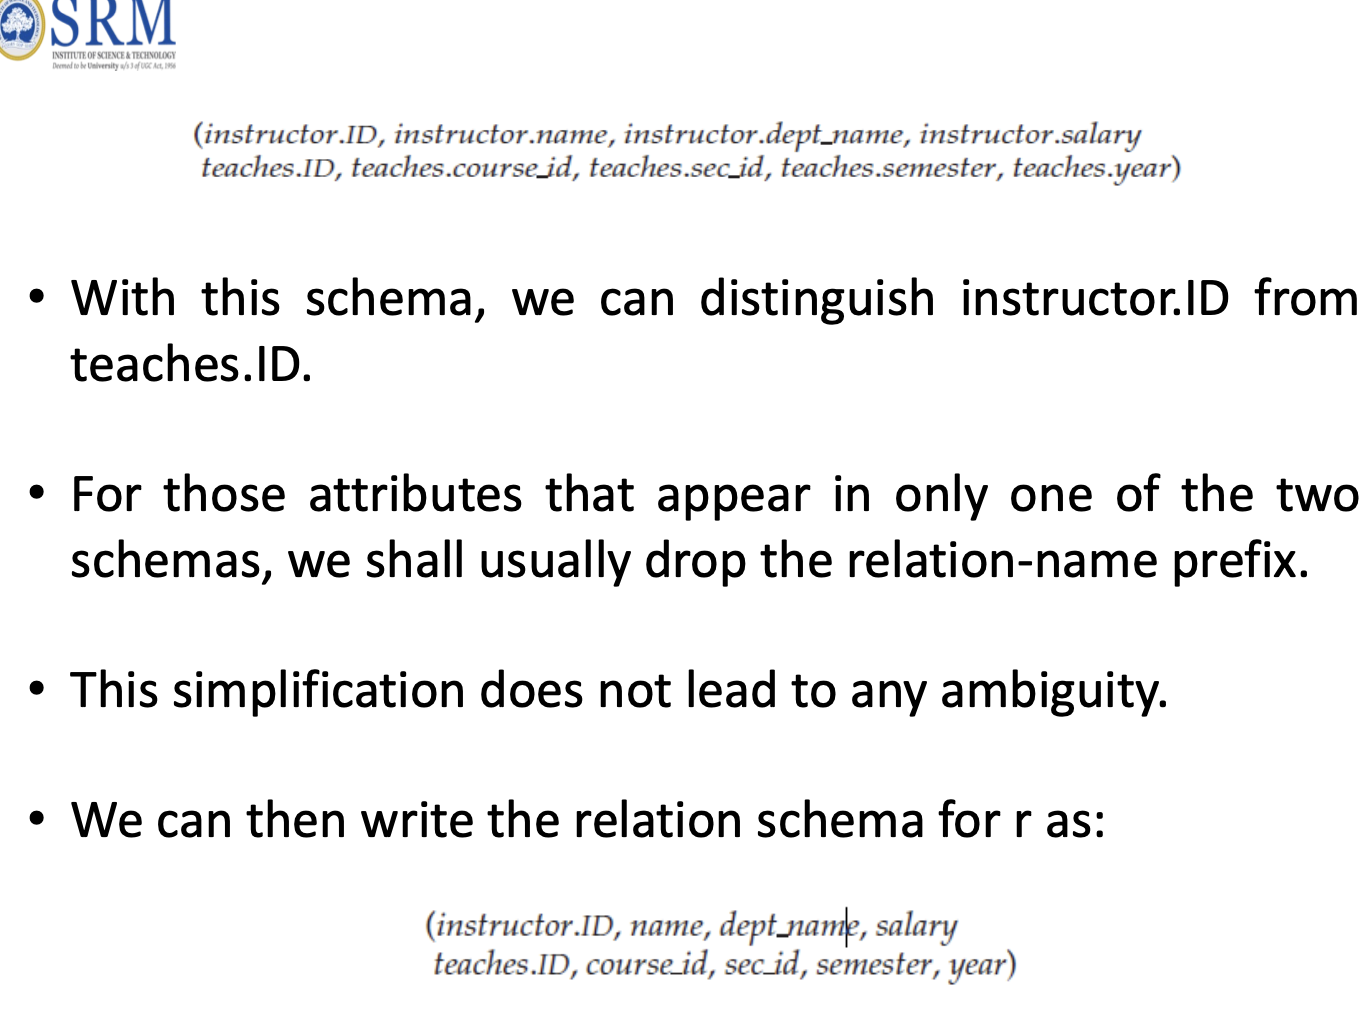 SRM
INSTITUTE OF SCIENCE & TECHNOLOGY
Deemed to be University u/s 3 of UGC Act, 1956
(instructor.ID, instructor.name, instructor.dept_name, instructor.salary
teaches.ID, teaches.course_id, teaches.sec_id, teaches.semester, teaches.year)
• With this schema, we can distinguish instructor.ID from
teaches.ID.
• For those attributes that appear in only one of the two
schemas, we shall usually drop the relation-name prefix.
• This simplification does not lead to any ambiguity.
• We can then write the relation schema for r as:
(instructor.ID, name, dept_name, salary
teaches.ID, course_id, sec_id, semester, year)